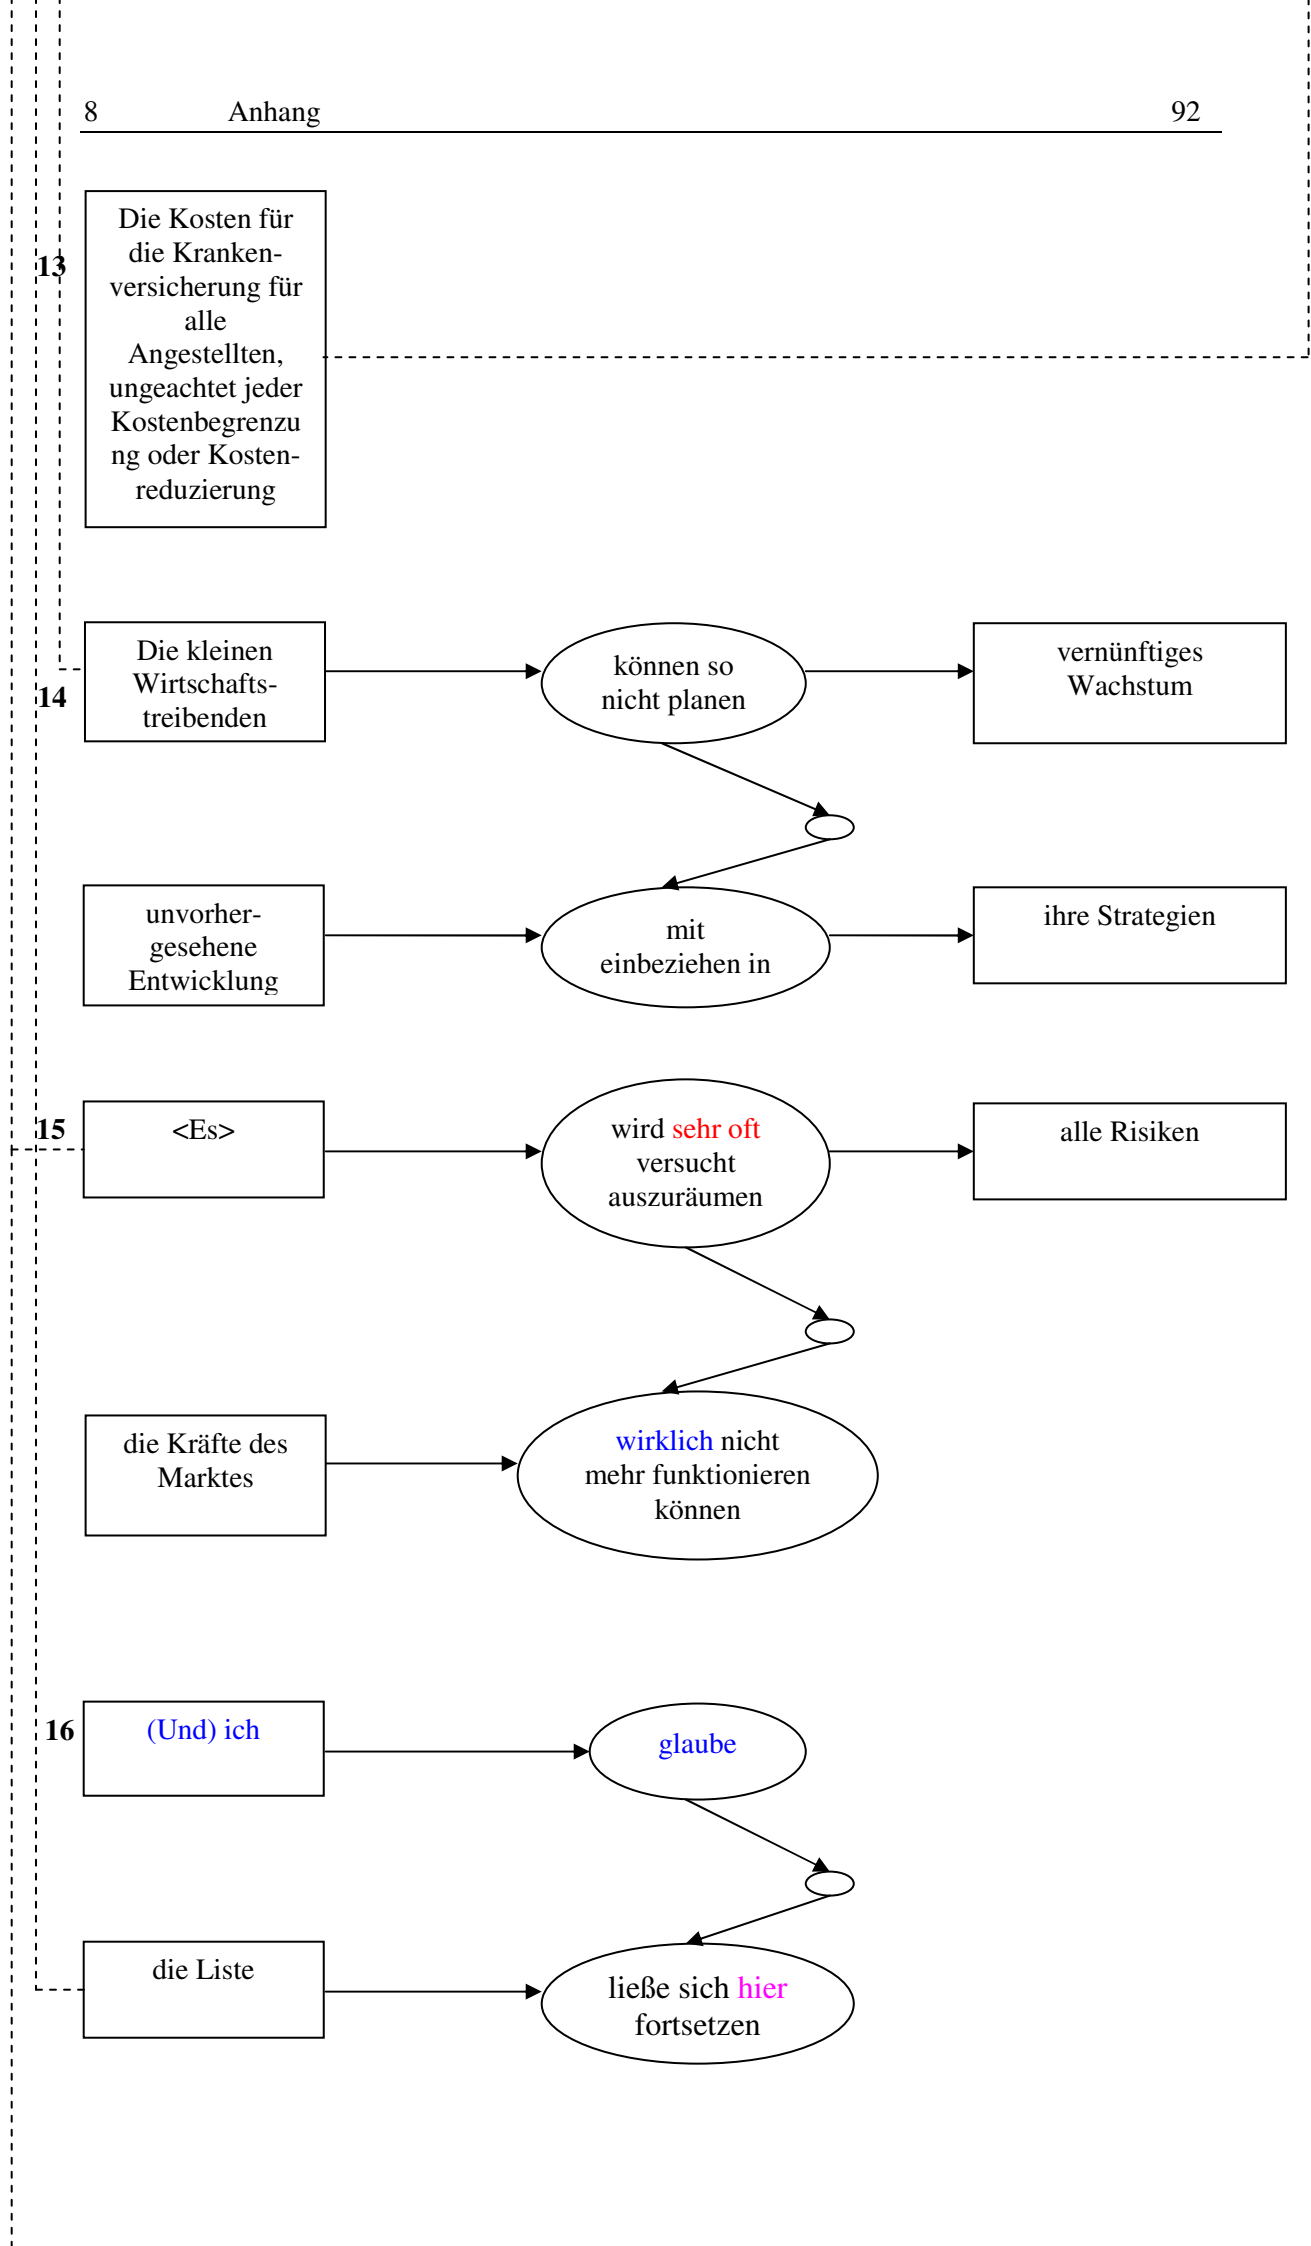 8 Anhang 92
13
Die Kosten für
die Kranken-
versicherung für
alle
Angestellten,
ungeachtet jeder
Kostenbegrenzu
ng oder Kosten-
reduzierung
14
Die kleinen
Wirtschafts-
treibenden
können so
nicht planen
vernünftiges
Wachstum
unvorher-
gesehene
Entwicklung
mit
einbeziehen in
ihre Strategien
15
<Es>
wird sehr oft
versucht
auszuräumen
alle Risiken
die Kräfte des
Marktes
wirklich nicht
mehr funktionieren
können
16
(Und) ich
glaube
die Liste
ließe sich hier
fortsetzen